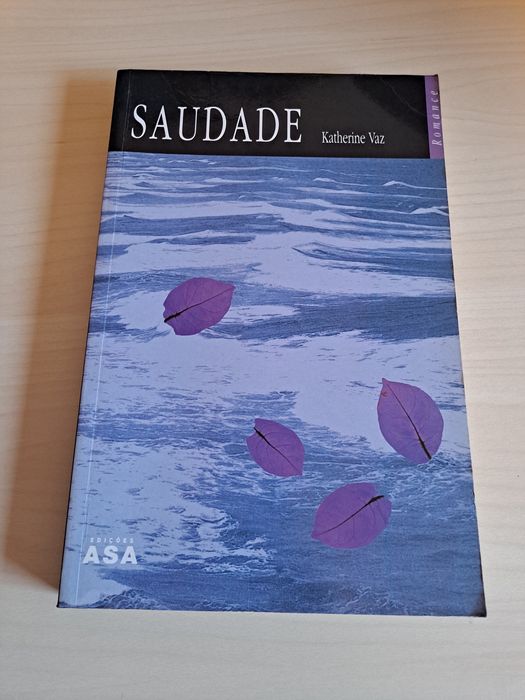 SAUDADE
Katherine Vaz
Romance
EDIÇÕES
ASA